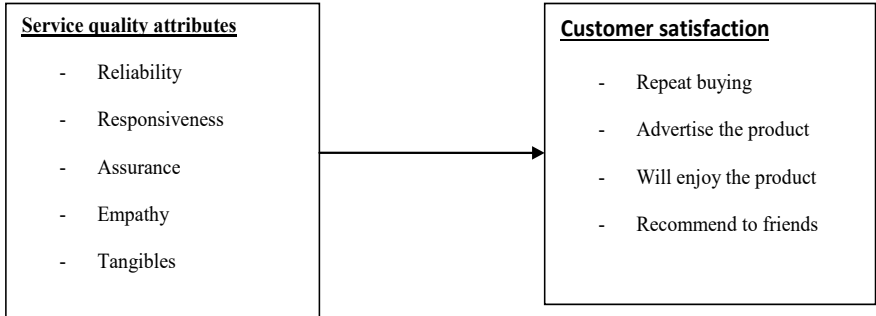 Service quality attributes
- Reliability
- Responsiveness
- Assurance
- Empathy
- Tangibles
Customer satisfaction
- Repeat buying
- Advertise the product
- Will enjoy the product
- Recommend to friends